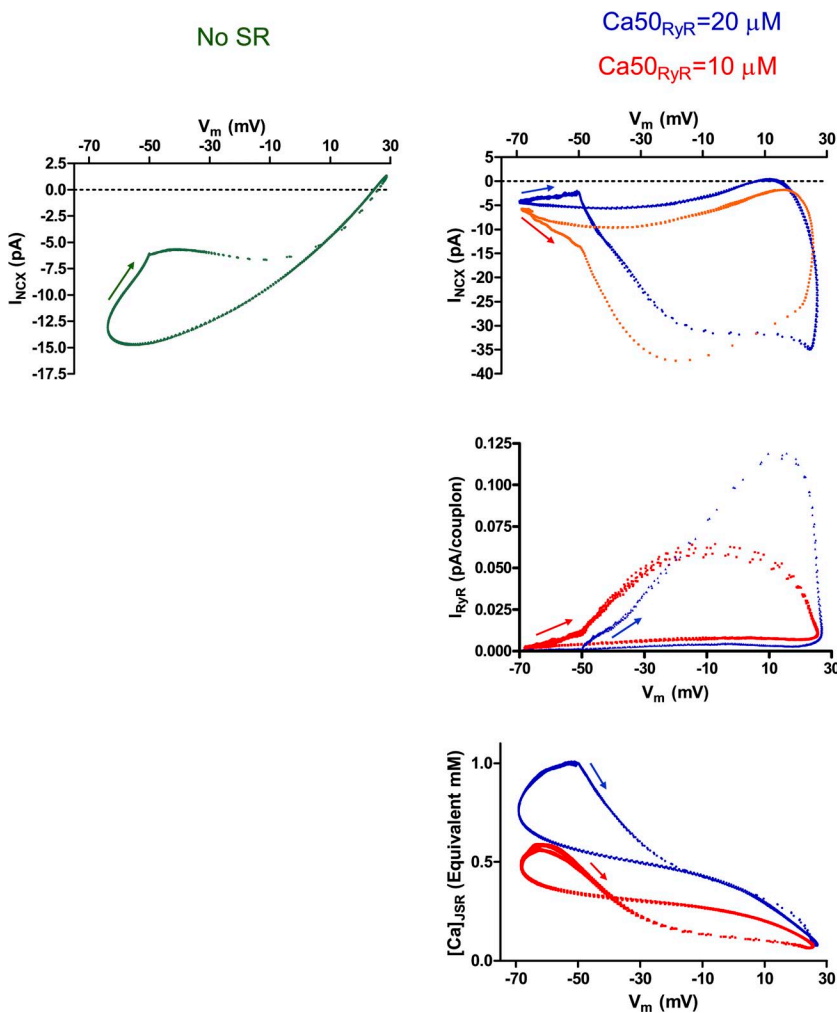 No SR
Ca50RyR=20 μM
Ca50RyR=10 μM
Vm (mV)
-70 -50 -30 -10 10 30
2.5
0.0
-2.5
-5.0
-7.5
-10.0
-12.5
-15.0
-17.5
INCX (pA)
Vm (mV)
-70 -50 -30 -10 10 30
5
0
-5
-10
-15
-20
-25
-30
-35
-40
INCX (pA)
0.125
0.100
0.075
0.050
0.025
0.000
IRyR (pA/couplon)
-70 -50 -30 -10 10 30
Vm (mV)
1.0
0.5
0.0
[Ca]JSR (Equivalent mM)
-70 -50 -30 -10 10 30
Vm (mV)